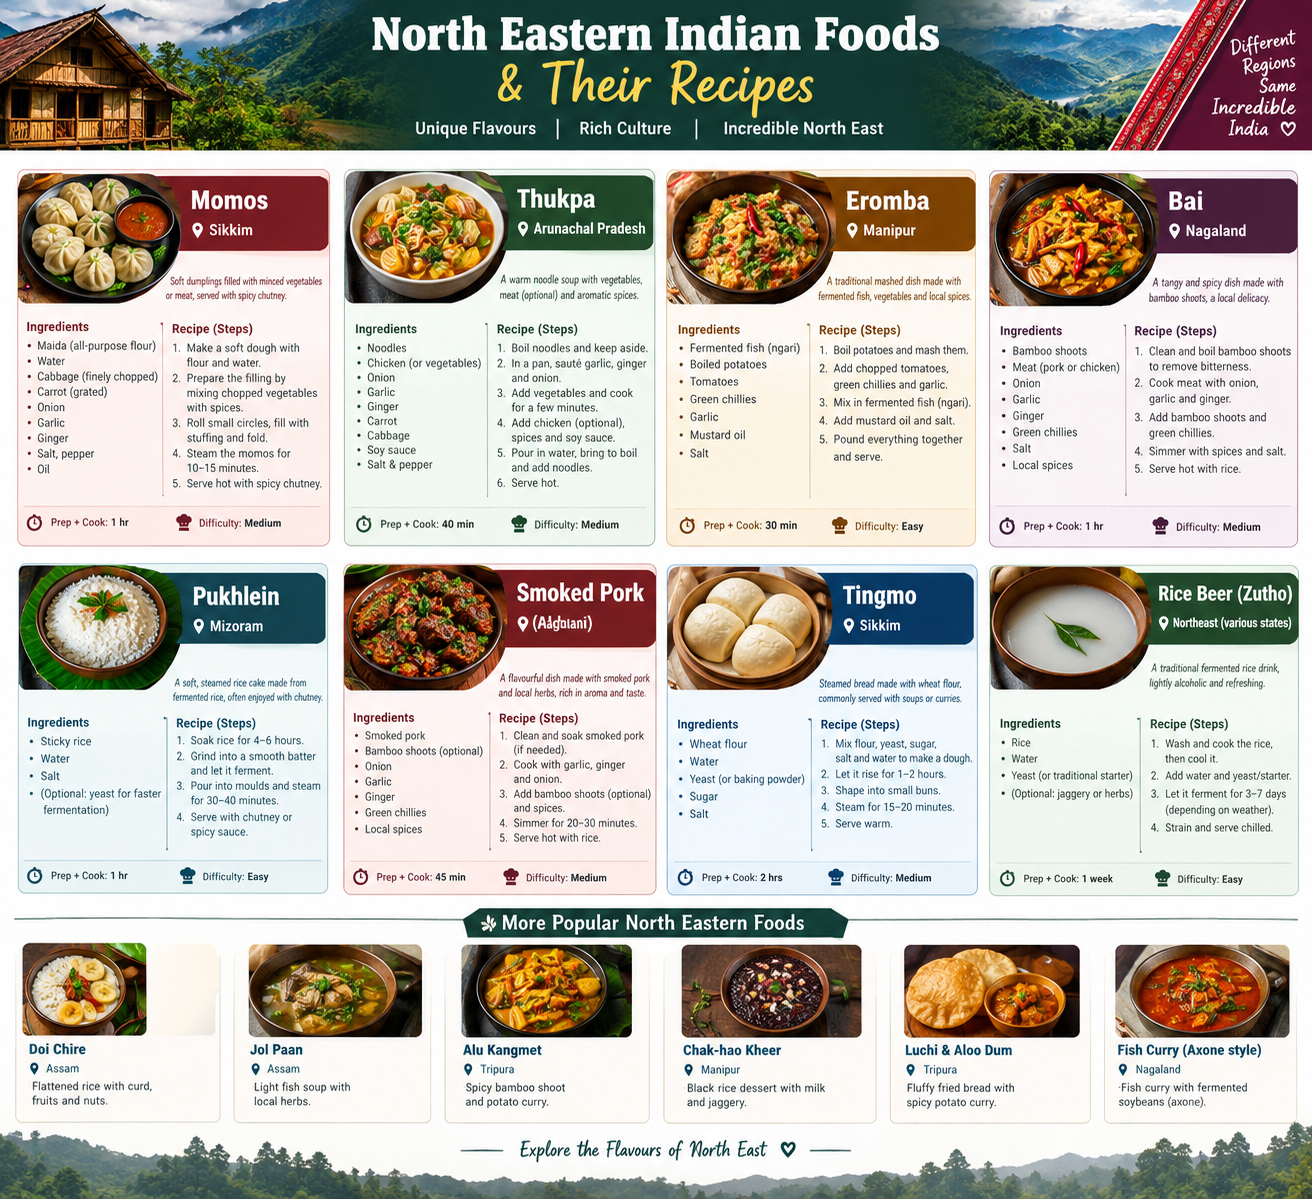 North Eastern Indian Foods
& Their Recipes
Unique Flavours | Rich Culture | Incredible North East
Different
Regions
Same
Incredible
India ♡
Momos
Sikkim
Soft dumplings filled with minced vegetables
or meat, served with spicy chutney.
Ingredients
• Maida (all-purpose flour)
• Water
• Cabbage (finely chopped)
• Carrot (grated)
• Onion
• Garlic
• Ginger
• Salt, pepper
• Oil
Recipe (Steps)
1. Make a soft dough with
flour and water.
2. Prepare the filling by
mixing chopped vegetables
with spices.
3. Roll small circles, fill with
stuffing and fold.
4. Steam the momos for
10–15 minutes.
5. Serve hot with spicy chutney.
Prep + Cook: 1 hr
Difficulty: Medium
Thukpa
Arunachal Pradesh
A warm noodle soup with vegetables,
meat (optional) and aromatic spices.
Ingredients
• Noodles
• Chicken (or vegetables)
• Onion
• Garlic
• Ginger
• Carrot
• Cabbage
• Soy sauce
• Salt & pepper
Recipe (Steps)
1. Boil noodles and keep aside.
2. In a pan, sauté garlic, ginger
and onion.
3. Add vegetables and cook
for a few minutes.
4. Add chicken (optional),
spices and soy sauce.
5. Pour in water, bring to boil
and add noodles.
6. Serve hot.
Prep + Cook: 40 min
Difficulty: Medium
Eromba
Manipur
A traditional mashed dish made with
fermented fish, vegetables and local spices.
Ingredients
• Fermented fish (ngari)
• Boiled potatoes
• Tomatoes
• Green chillies
• Garlic
• Mustard oil
• Salt
Recipe (Steps)
1. Boil potatoes and mash them.
2. Add chopped tomatoes,
green chillies and garlic.
3. Mix in fermented fish (ngari).
4. Add mustard oil and salt.
5. Pound everything together
and serve.
Prep + Cook: 30 min
Difficulty: Easy
Bai
Nagaland
A tangy and spicy dish made with
bamboo shoots, a local delicacy.
Ingredients
• Bamboo shoots
• Meat (pork or chicken)
• Onion
• Garlic
• Ginger
• Green chillies
• Salt
• Local spices
Recipe (Steps)
1. Clean and boil bamboo shoots
to remove bitterness.
2. Cook meat with onion,
garlic and ginger.
3. Add bamboo shoots and
green chillies.
4. Simmer with spices and salt.
5. Serve hot with rice.
Prep + Cook: 1 hr
Difficulty: Medium
Pukhlein
Mizoram
A soft, steamed rice cake made from
fermented rice, often enjoyed with chutney.
Ingredients
• Sticky rice
• Water
• Salt
• (Optional: yeast for faster
fermentation)
Recipe (Steps)
1. Soak rice for 4–6 hours.
2. Grind into a smooth batter
and let it ferment.
3. Pour into moulds and steam
for 30–40 minutes.
4. Serve with chutney or
spicy sauce.
Prep + Cook: 1 hr
Difficulty: Easy
Smoked Pork
A flavourful dish made with smoked pork
and local herbs, rich in aroma and taste.
Ingredients
• Smoked pork
• Bamboo shoots (optional)
• Onion
• Garlic
• Ginger
• Green chillies
• Local spices
Recipe (Steps)
1. Clean and soak smoked pork
(if needed).
2. Cook with garlic, ginger
and onion.
3. Add bamboo shoots (optional)
and spices.
4. Simmer for 20–30 minutes.
5. Serve hot with rice.
Prep + Cook: 45 min
Difficulty: Medium
Tingmo
Sikkim
Steamed bread made with wheat flour,
commonly served with soups or curries.
Ingredients
• Wheat flour
• Water
• Yeast (or baking powder)
• Sugar
• Salt
Recipe (Steps)
1. Mix flour, yeast, sugar,
salt and water to make a dough.
2. Let it rise for 1–2 hours.
3. Shape into small buns.
4. Steam for 15–20 minutes.
5. Serve warm.
Prep + Cook: 2 hrs
Difficulty: Medium
Rice Beer (Zutho)
Northeast (various states)
A traditional fermented rice drink,
lightly alcoholic and refreshing.
Ingredients
• Rice
• Water
• Yeast (or traditional starter)
• (Optional: jaggery or herbs)
Recipe (Steps)
1. Wash and cook the rice,
then cool it.
2. Add water and yeast/starter.
3. Let it ferment for 3–7 days
(depending on weather).
4. Strain and serve chilled.
Prep + Cook: 1 week
Difficulty: Easy
More Popular North Eastern Foods
Doi Chire
Assam
Flattened rice with curd,
fruits and nuts.
Jol Paan
Assam
Light fish soup with
local herbs.
Alu Kangmet
Tripura
Spicy bamboo shoot
and potato curry.
Chak-hao Kheer
Manipur
Black rice dessert with milk
and jaggery.
Luchi & Aloo Dum
Tripura
Fluffy fried bread with
spicy potato curry.
Fish Curry (Axone style)
Nagaland
Fish curry with fermented
soybeans (axone).
Explore the Flavours of North East ♡